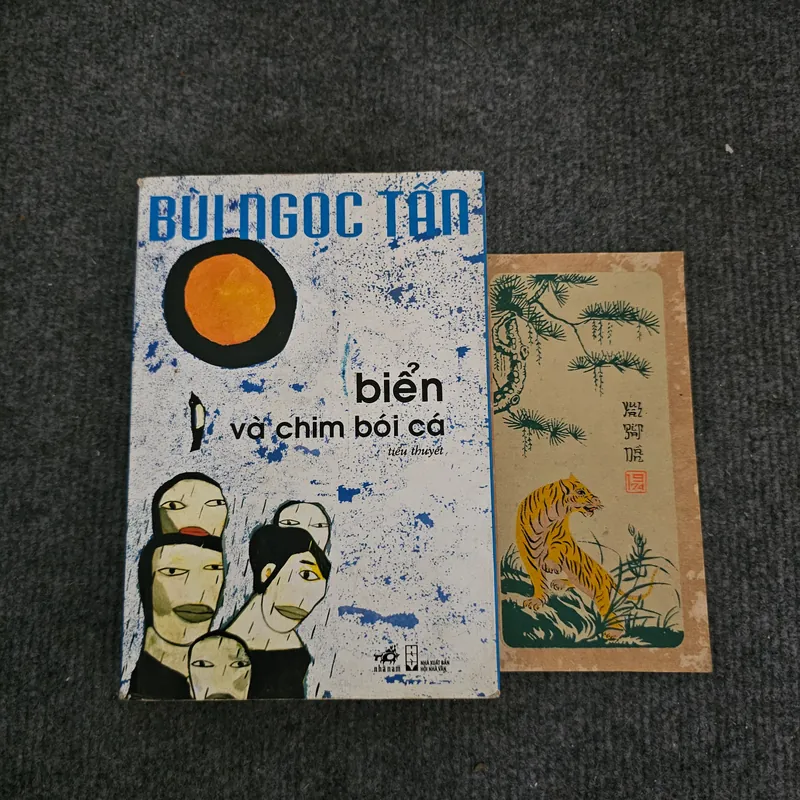 BÙI NGỌC TẤN
biển
và chim bói cá
tiểu thuyết
nhã nam
NHÀ XUẤT BẢN
HỘI NHÀ VĂN